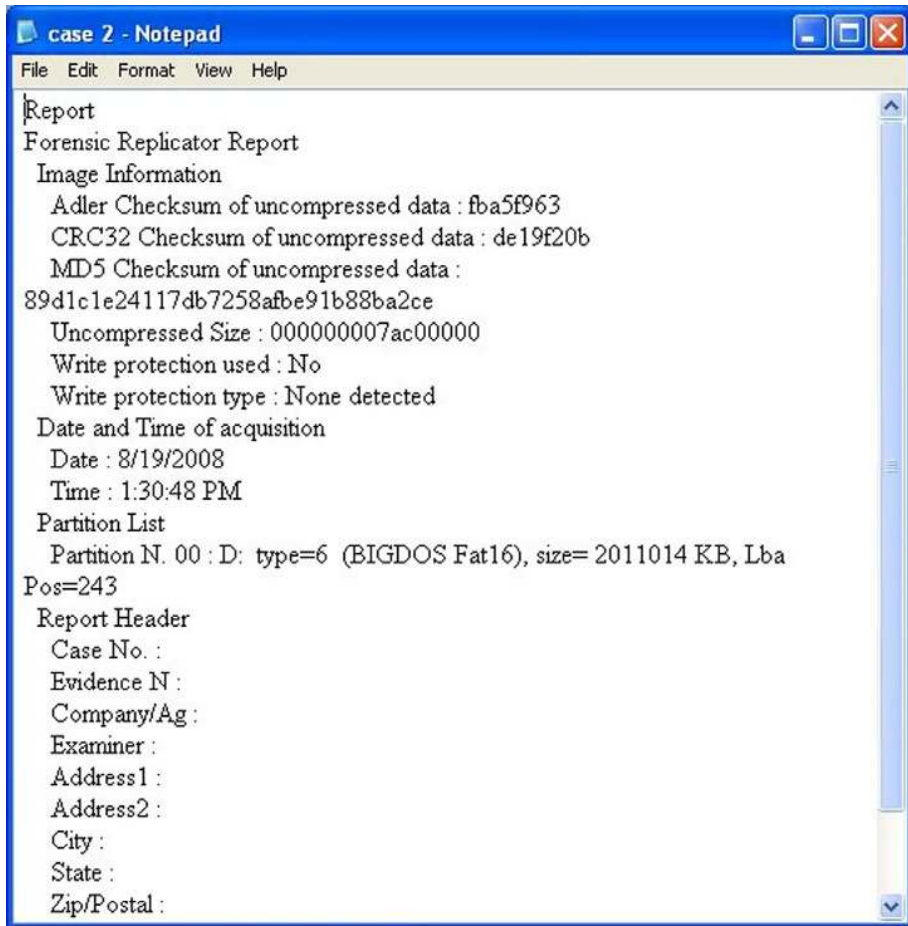 case 2 - Notepad
File Edit Format View Help
Report
Forensic Replicator Report
Image Information
Adler Checksum of uncompressed data : fba5f963
CRC32 Checksum of uncompressed data : de19f20b
MD5 Checksum of uncompressed data :
89d1c1e24117db7258afbe91b88ba2ce
Uncompressed Size : 000000007ac00000
Write protection used : No
Write protection type : None detected
Date and Time of acquisition
Date : 8/19/2008
Time : 1:30:48 PM
Partition List
Partition N. 00 : D: type=6 (BIGDOS Fat16), size= 2011014 KB, Lba
Pos=243
Report Header
Case No. :
Evidence N :
Company/Ag :
Examiner :
Address1 :
Address2 :
City :
State :
Zip/Postal :